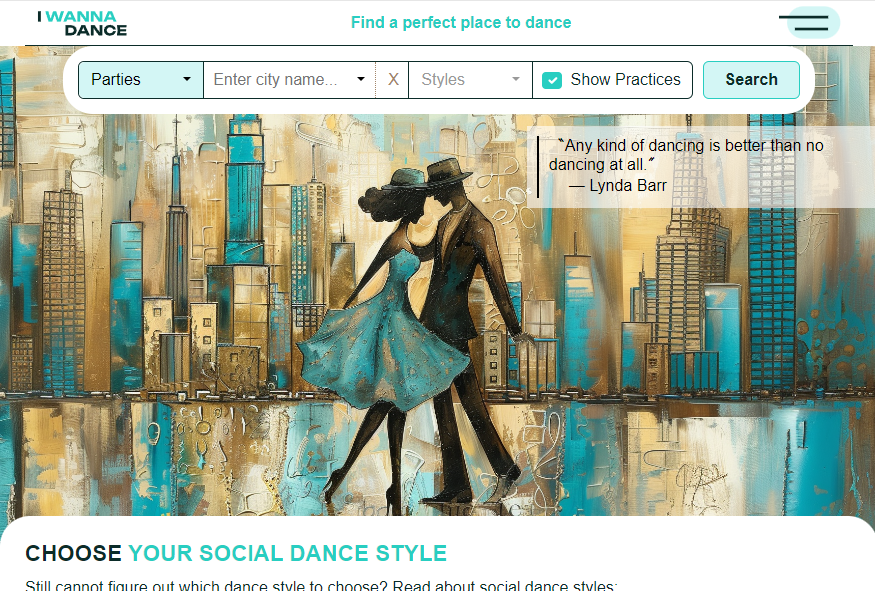 I WANNA
DANCE
Find a perfect place to dance
Parties
Enter city name...
X
Styles
Show Practices
Search
〝Any kind of dancing is better than no
dancing at all.〞
— Lynda Barr
CHOOSE YOUR SOCIAL DANCE STYLE
Still cannot figure out which dance style to choose? Read about social dance styles: